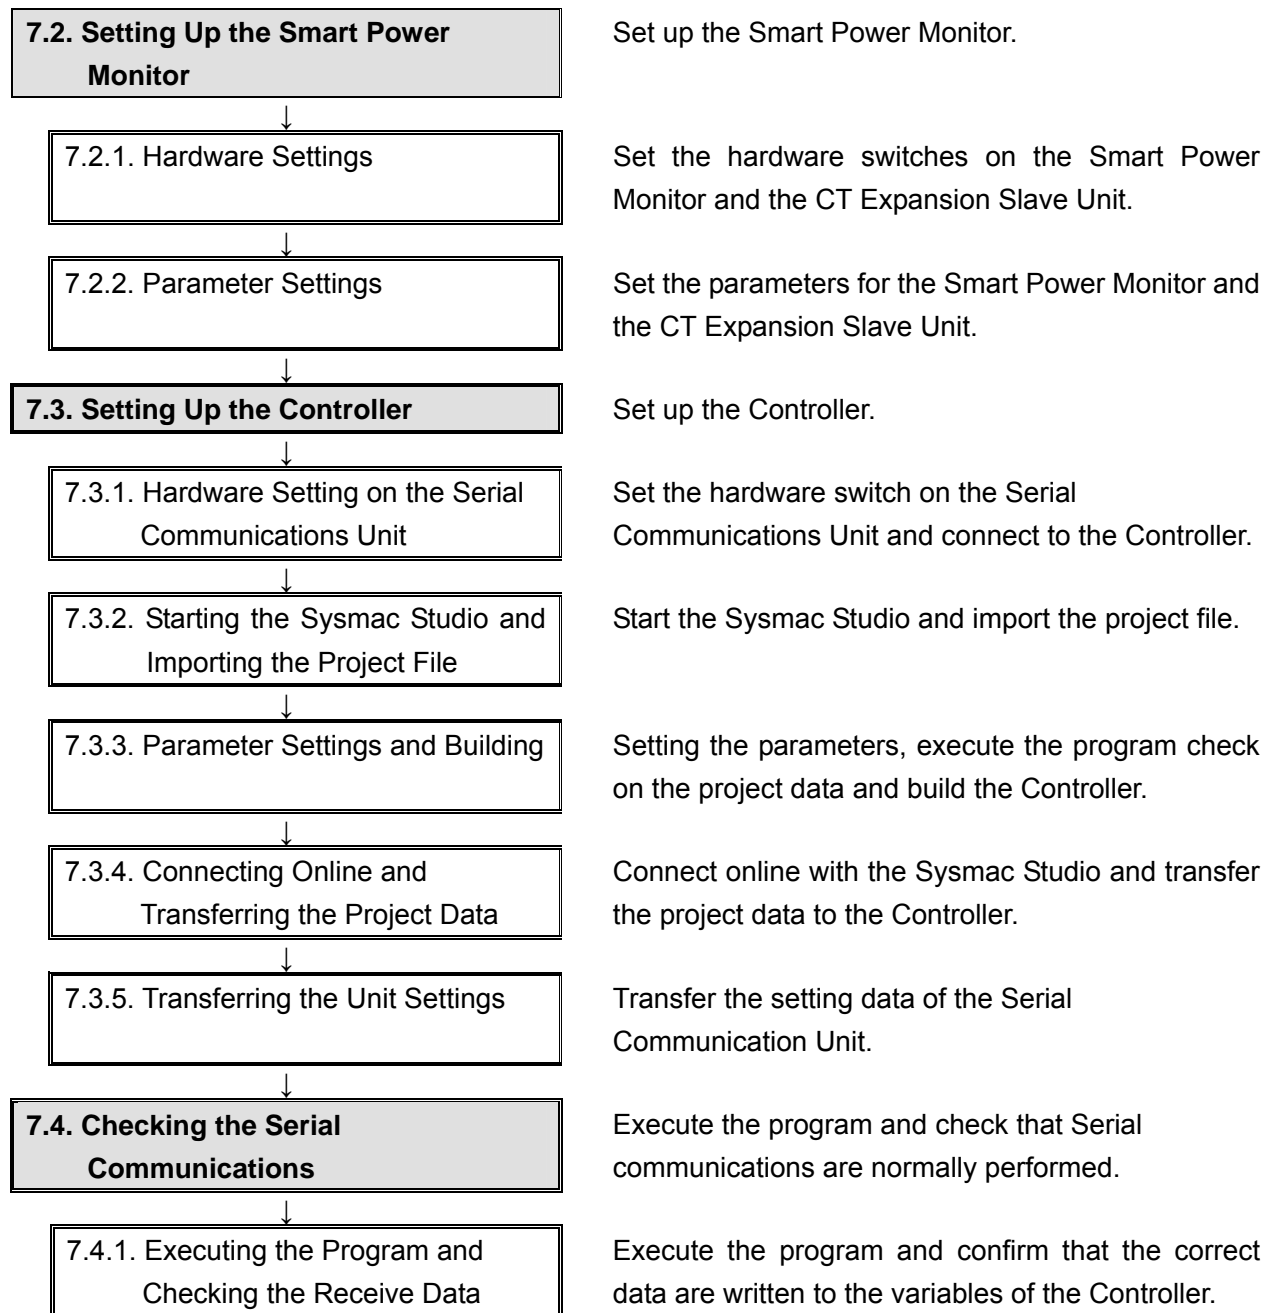 7.2. Setting Up the Smart Power
Monitor
Set up the Smart Power Monitor.
↓
7.2.1. Hardware Settings
Set the hardware switches on the Smart Power
Monitor and the CT Expansion Slave Unit.
↓
7.2.2. Parameter Settings
Set the parameters for the Smart Power Monitor and
the CT Expansion Slave Unit.
↓
7.3. Setting Up the Controller
Set up the Controller.
↓
7.3.1. Hardware Setting on the Serial
Communications Unit
Set the hardware switch on the Serial
Communications Unit and connect to the Controller.
↓
7.3.2. Starting the Sysmac Studio and
Importing the Project File
Start the Sysmac Studio and import the project file.
↓
7.3.3. Parameter Settings and Building
Setting the parameters, execute the program check
on the project data and build the Controller.
↓
7.3.4. Connecting Online and
Transferring the Project Data
Connect online with the Sysmac Studio and transfer
the project data to the Controller.
↓
7.3.5. Transferring the Unit Settings
Transfer the setting data of the Serial
Communication Unit.
↓
7.4. Checking the Serial
Communications
Execute the program and check that Serial
communications are normally performed.
↓
7.4.1. Executing the Program and
Checking the Receive Data
Execute the program and confirm that the correct
data are written to the variables of the Controller.